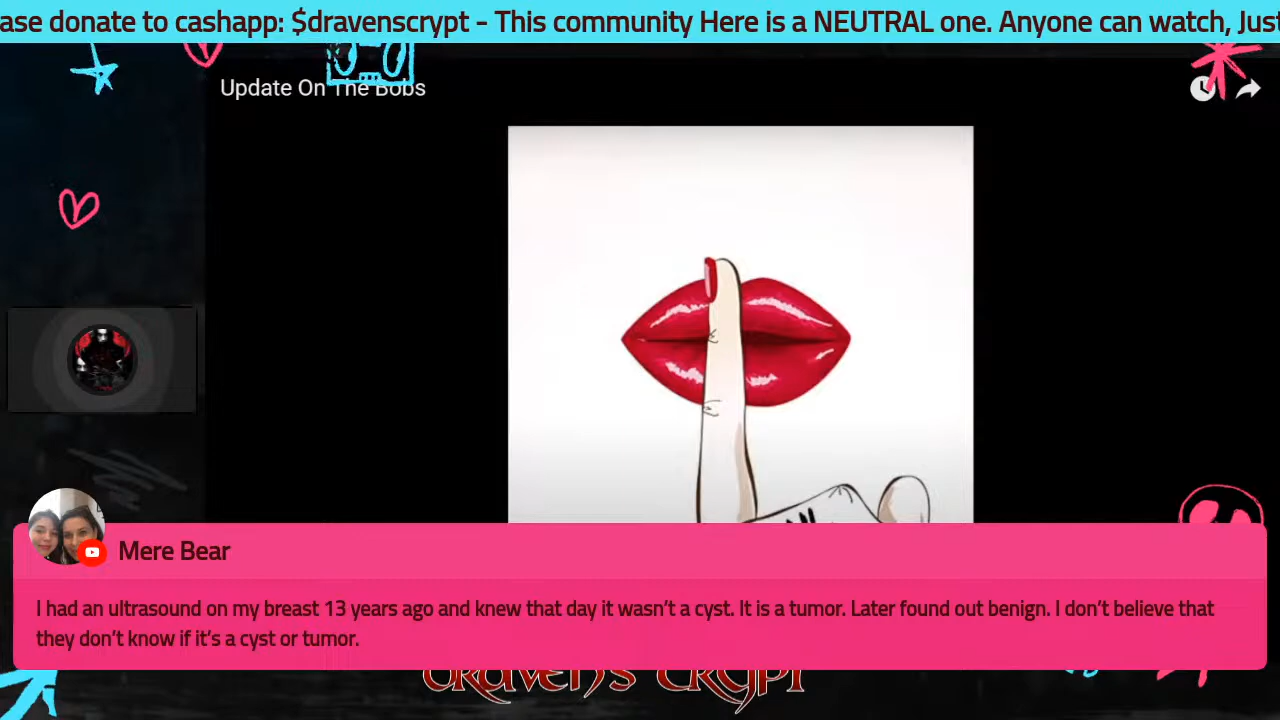 ase donate to cashapp: $dravenscrypt - This community Here is a NEUTRAL one. Anyone can watch, Just
Update On The Bobs
Mere Bear
I had an ultrasound on my breast 13 years ago and knew that day it wasn't a cyst. It is a tumor. Later found out benign. I don't believe that
they don't know if it's a cyst or tumor.
draven's crypt